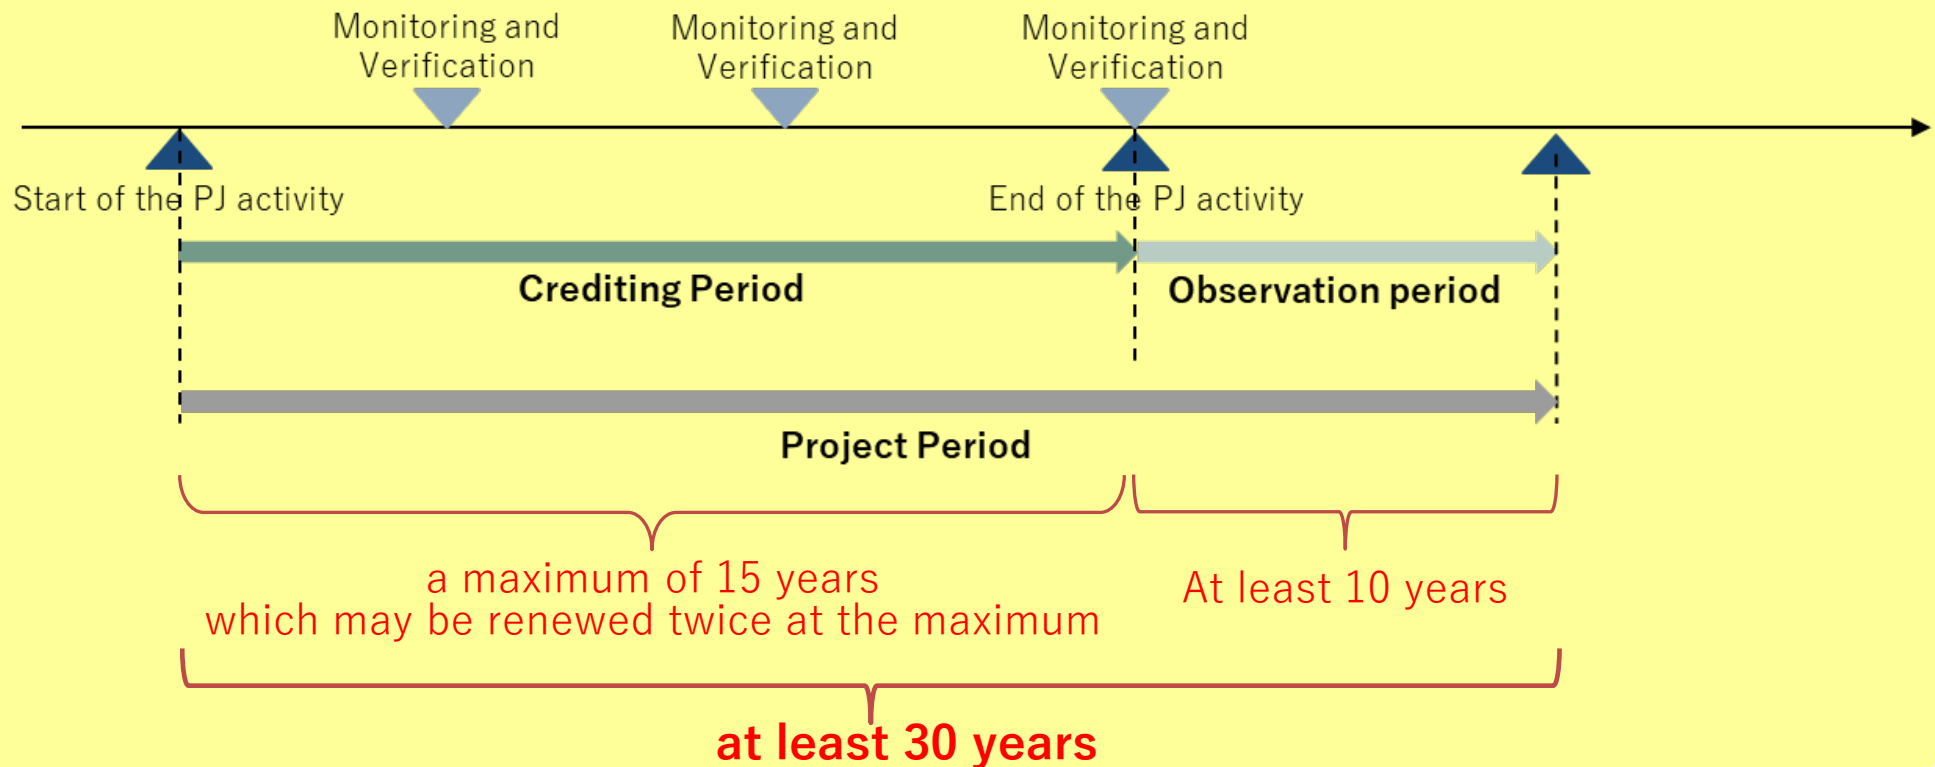 Monitoring and
Verification
Monitoring and
Verification
Monitoring and
Verification
Start of the PJ activity
End of the PJ activity
Crediting Period
Observation period
Project Period
a maximum of 15 years
which may be renewed twice at the maximum
At least 10 years
at least 30 years